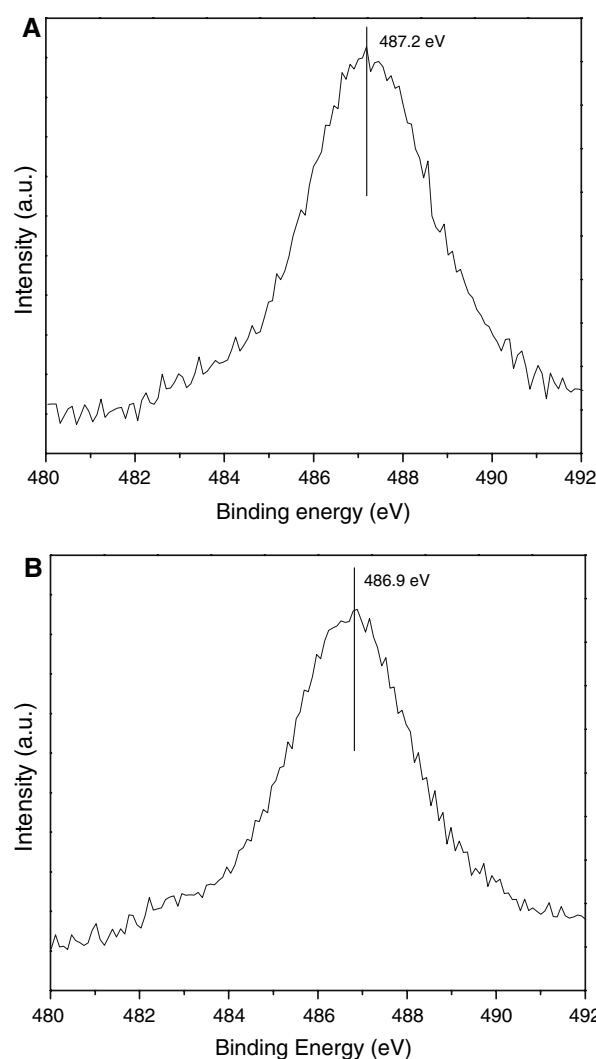 A
487.2 eV
Intensity (a.u.)
480 482 484 486 488 490 492
Binding energy (eV)
B
486.9 eV
Intensity (a.u.)
480 482 484 486 488 490 492
Binding Energy (eV)